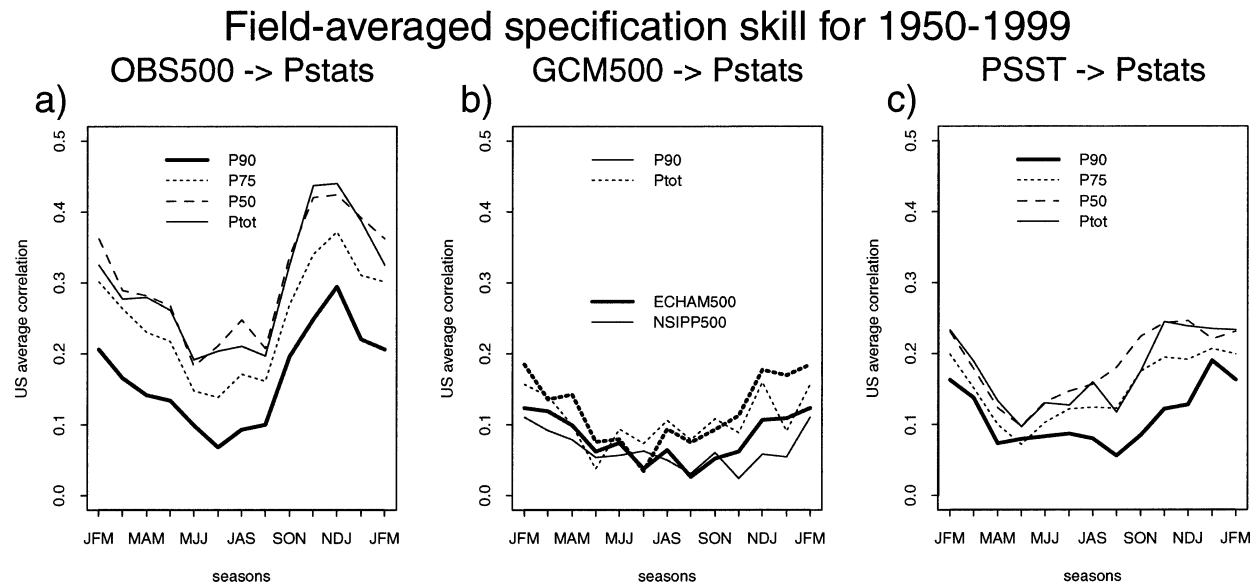 Field-averaged specification skill for 1950-1999
OBS500 -> Pstats
GCM500 -> Pstats
PSST -> Pstats
a)
US average correlation
0.5
0.4
0.3
0.2
0.1
0.0
P90
P75
P50
Ptot
JFM MAM MJJ JAS SON NDJ JFM
seasons
b)
US average correlation
0.5
0.4
0.3
0.2
0.1
0.0
P90
Ptot
ECHAM500
NSIPP500
JFM MAM MJJ JAS SON NDJ JFM
seasons
c)
US average correlation
0.5
0.4
0.3
0.2
0.1
0.0
P90
P75
P50
Ptot
JFM MAM MJJ JAS SON NDJ JFM
seasons